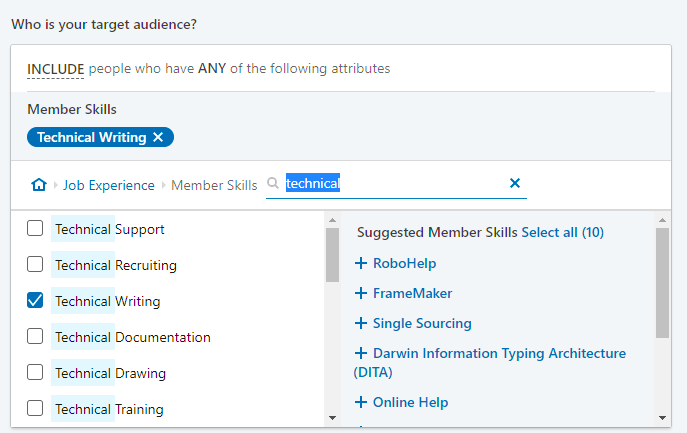 Who is your target audience?
INCLUDE people who have ANY of the following attributes
Member Skills
Technical Writing
Job Experience Member Skills technical
Technical Support
Technical Recruiting
Technical Writing
Technical Documentation
Technical Drawing
Technical Training
Suggested Member Skills Select all (10)
+ RoboHelp
+ FrameMaker
+ Single Sourcing
+ Darwin Information Typing Architecture
(DITA)
+ Online Help